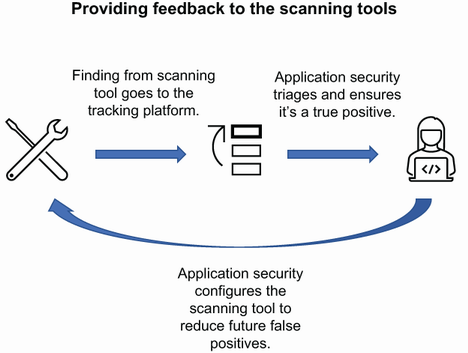 Providing feedback to the scanning tools
Finding from scanning
tool goes to the
tracking platform.
Application security
triages and ensures
it's a true positive.
</>
Application security
configures the
scanning tool to
reduce future false
positives.